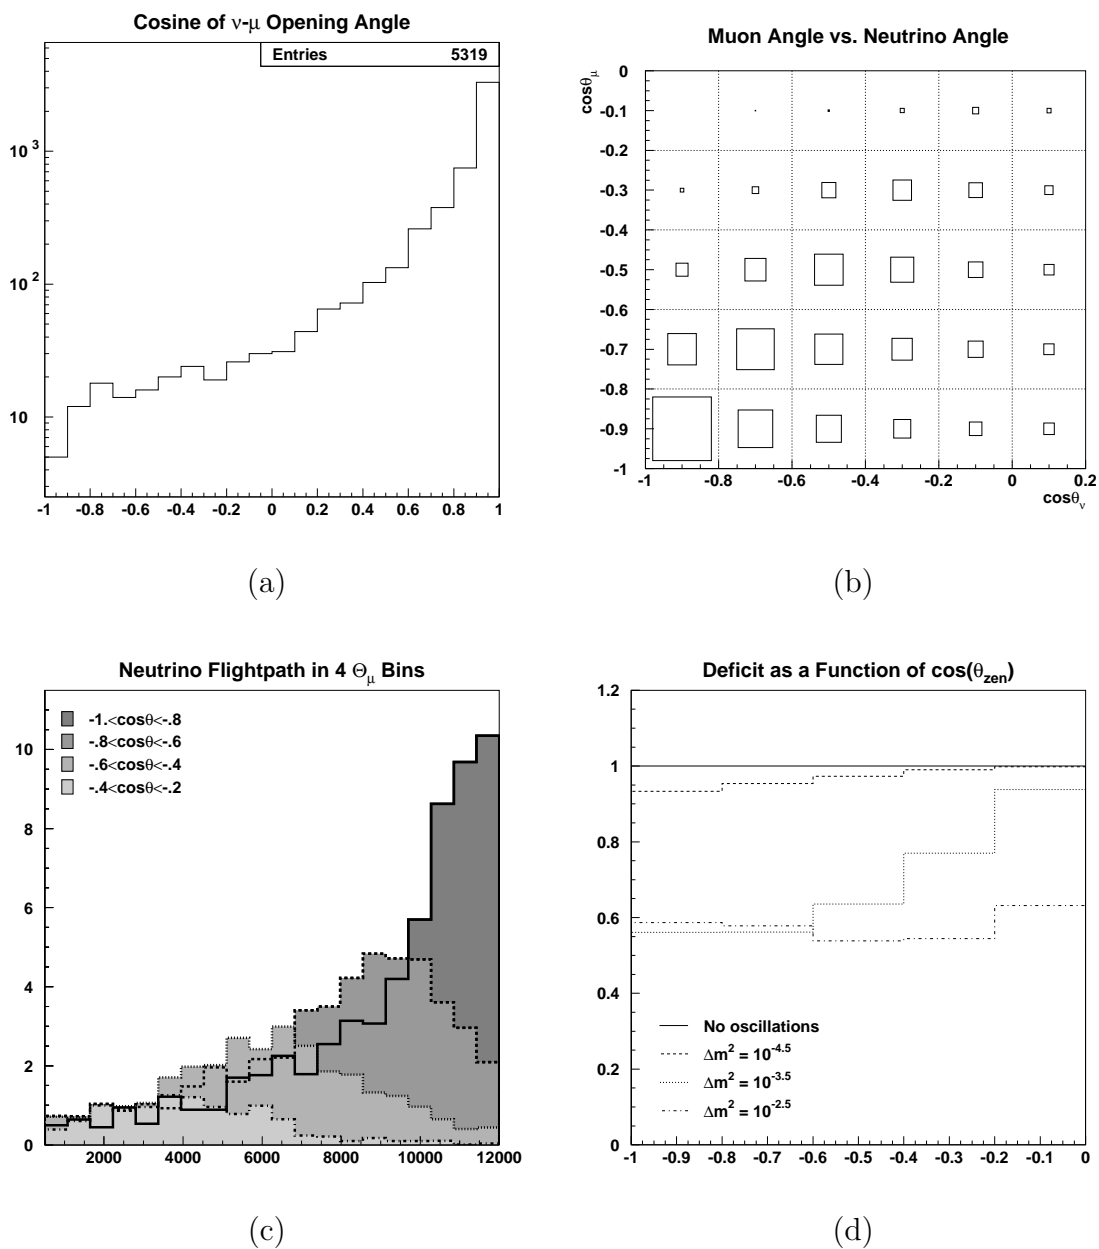 Cosine of ν-μ Opening Angle
Entries 5319
10³
10²
10
-1 -0.8 -0.6 -0.4 -0.2 0 0.2 0.4 0.6 0.8 1
(a)
Muon Angle vs. Neutrino Angle
cosθμ
0
-0.1
-0.2
-0.3
-0.4
-0.5
-0.6
-0.7
-0.8
-0.9
-1
-1 -0.8 -0.6 -0.4 -0.2 0 0.2
cosθν
(b)
Neutrino Flightpath in 4 Θμ Bins
-1.<cosθ<-.8
-.8<cosθ<-.6
-.6<cosθ<-.4
-.4<cosθ<-.2
10
8
6
4
2
0
2000 4000 6000 8000 10000 12000
(c)
Deficit as a Function of cos(θzen)
1.2
1
0.8
0.6
0.4
0.2
0
No oscillations
Δm² = 10^-4.5
Δm² = 10^-3.5
Δm² = 10^-2.5
-1 -0.9 -0.8 -0.7 -0.6 -0.5 -0.4 -0.3 -0.2 -0.1 0
(d)